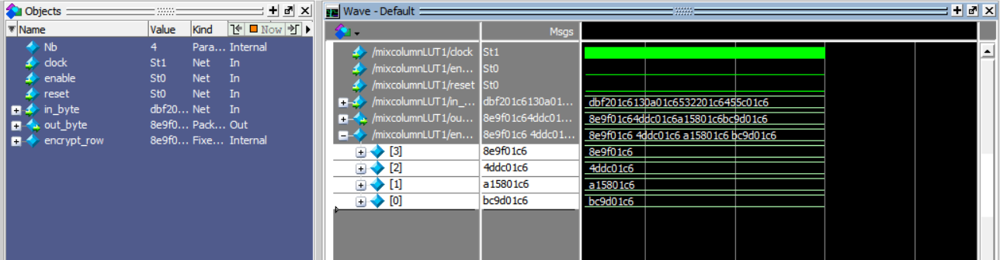 Objects
Name Value Kind Now
Nb 4 Para... Internal
clock St1 Net In
enable St0 Net In
reset St0 Net In
in_byte dbf20... Net In
out_byte 8e9f0... Pack... Out
encrypt_row 8e9f0... Fixe... Internal
Wave - Default
Msgs
/mixcolumnLUT1/clock St1
/mixcolumnLUT1/en... St0
/mixcolumnLUT1/reset St0
/mixcolumnLUT1/in_... dbf201c6130a01... dbf201c6130a01c6532201c6455c01c6
/mixcolumnLUT1/ou... 8e9f01c64ddc01... 8e9f01c64ddc01c6a15801c6bc9d01c6
/mixcolumnLUT1/en... 8e9f01c6 4ddc01... 8e9f01c6 4ddc01c6 a15801c6 bc9d01c6
[3] 8e9f01c6 8e9f01c6
[2] 4ddc01c6 4ddc01c6
[1] a15801c6 a15801c6
[0] bc9d01c6 bc9d01c6